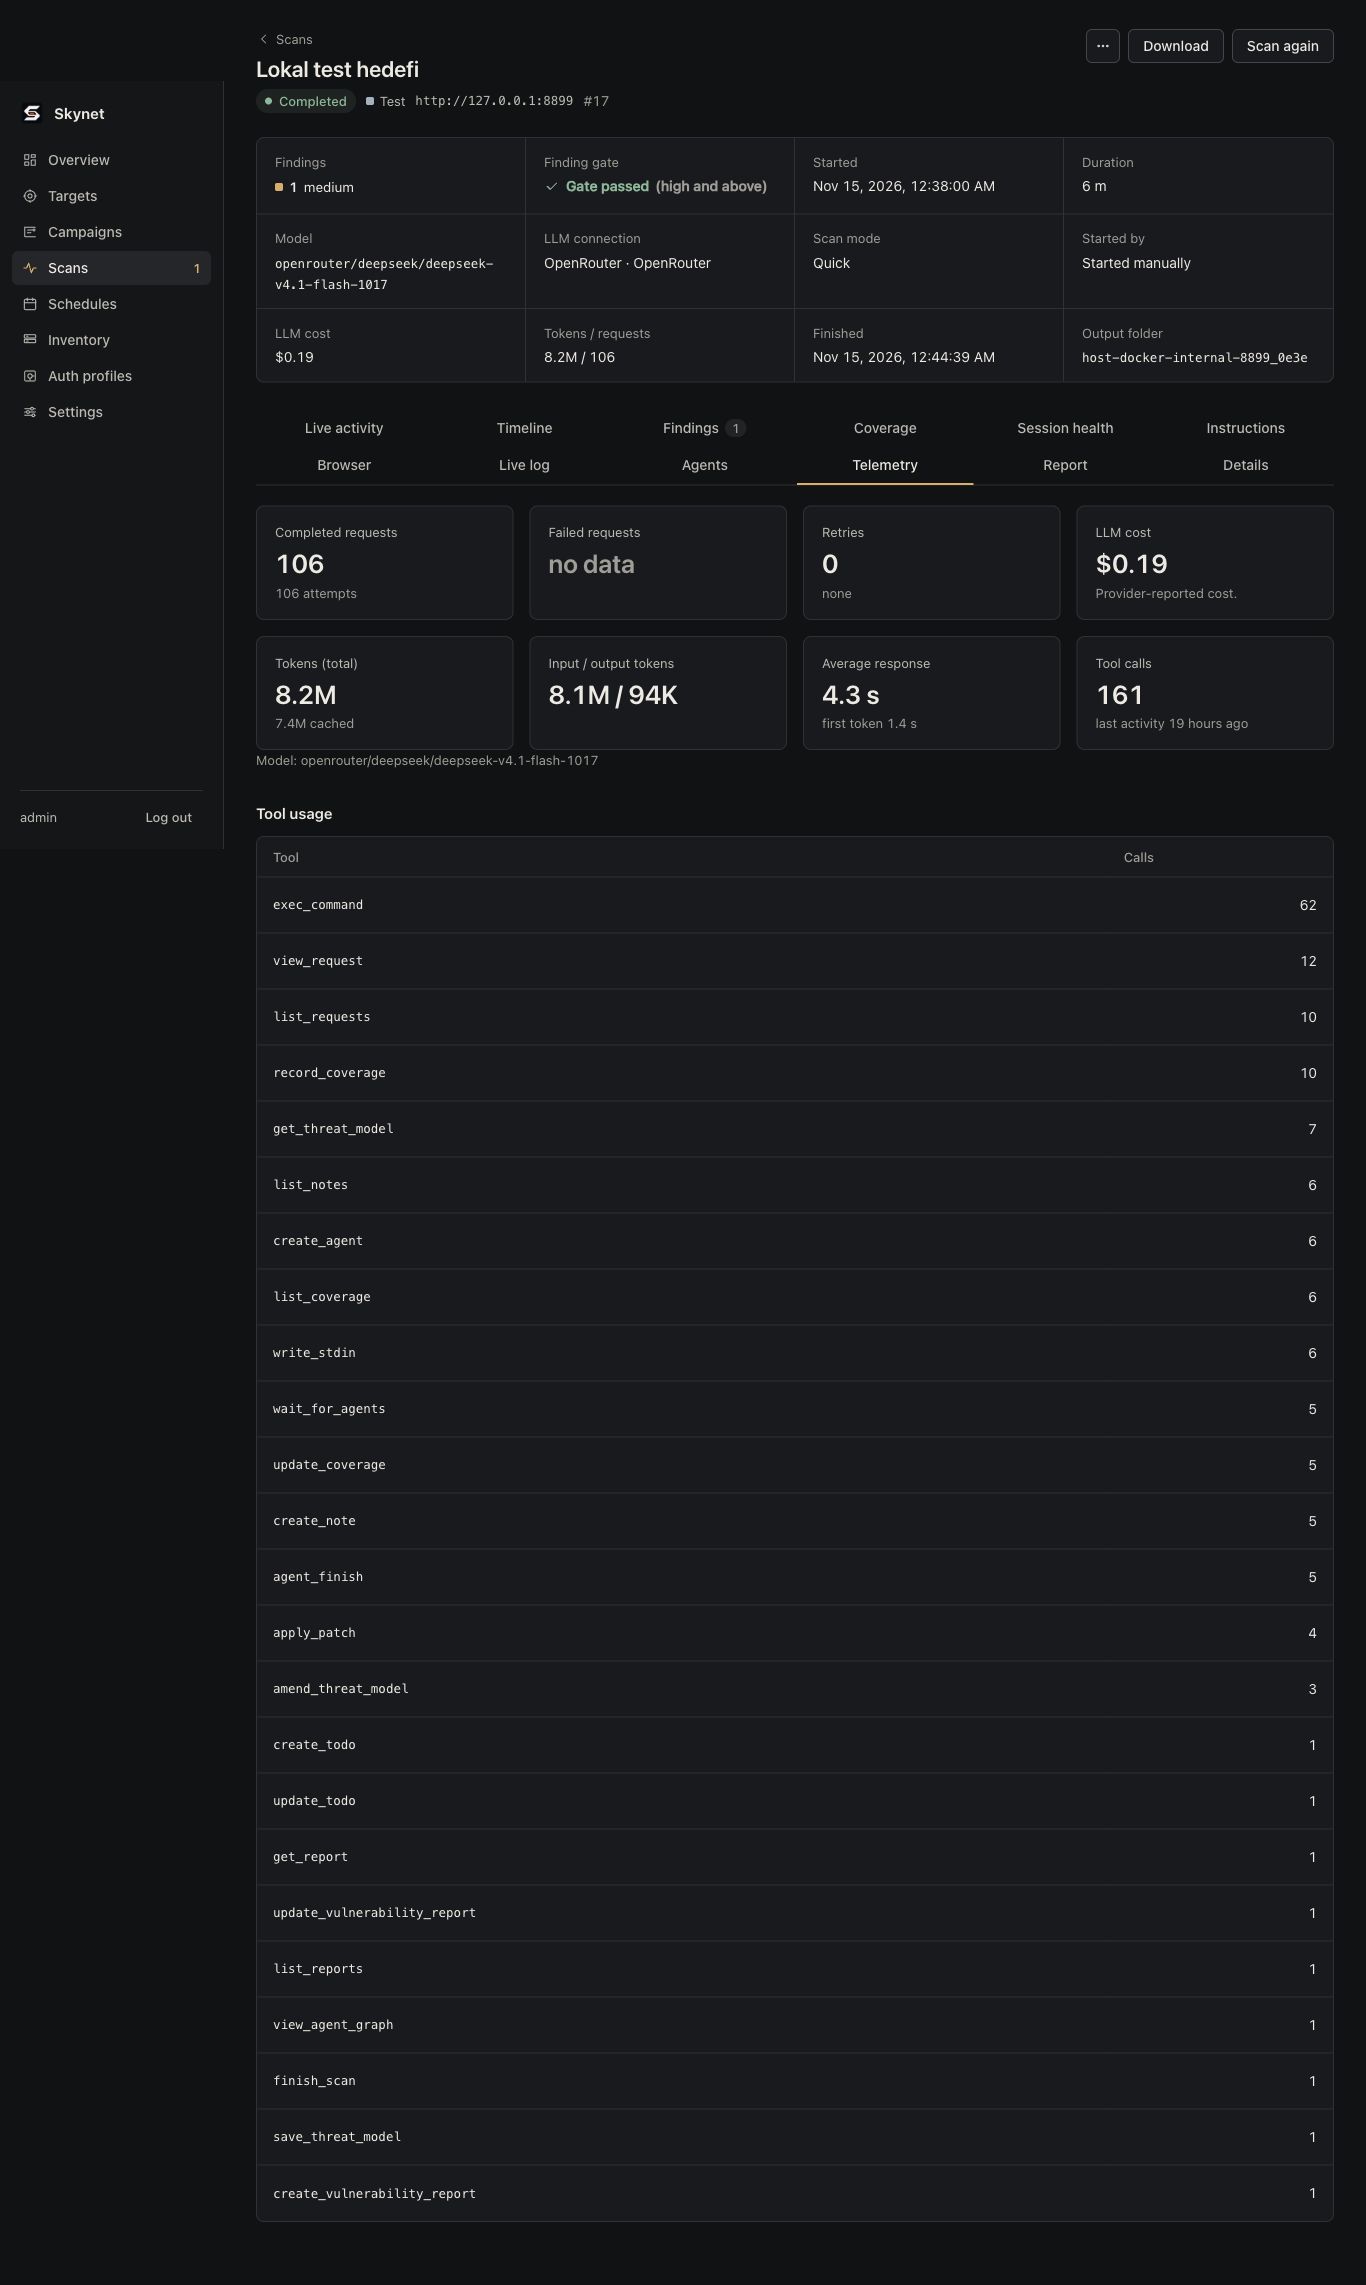 Skynet
Overview
Targets
Campaigns
Scans 1
Schedules
Inventory
Auth profiles
Settings
admin Log out
Scans
... Download Scan again
Lokal test hedefi
Completed Test http://127.0.0.1:8899 #17
Findings
1 medium
Finding gate
Gate passed (high and above)
Started
Nov 15, 2026, 12:38:00 AM
Duration
6 m
Model
openrouter/deepseek/deepseek-
v4.1-flash-1017
LLM connection
OpenRouter · OpenRouter
Scan mode
Quick
Started by
Started manually
LLM cost
$0.19
Tokens / requests
8.2M / 106
Finished
Nov 15, 2026, 12:44:39 AM
Output folder
host-docker-internal-8899_0e3e
Live activity Timeline Findings 1 Coverage Session health Instructions
Browser Live log Agents Telemetry Report Details
Completed requests
106
106 attempts
Failed requests
no data
Retries
0
none
LLM cost
$0.19
Provider-reported cost.
Tokens (total)
8.2M
7.4M cached
Input / output tokens
8.1M / 94K
Average response
4.3 s
first token 1.4 s
Tool calls
161
last activity 19 hours ago
Model: openrouter/deepseek/deepseek-v4.1-flash-1017
Tool usage
Tool Calls
exec_command 62
view_request 12
list_requests 10
record_coverage 10
get_threat_model 7
list_notes 6
create_agent 6
list_coverage 6
write_stdin 6
wait_for_agents 5
update_coverage 5
create_note 5
agent_finish 5
apply_patch 4
amend_threat_model 3
create_todo 1
update_todo 1
get_report 1
update_vulnerability_report 1
list_reports 1
view_agent_graph 1
finish_scan 1
save_threat_model 1
create_vulnerability_report 1